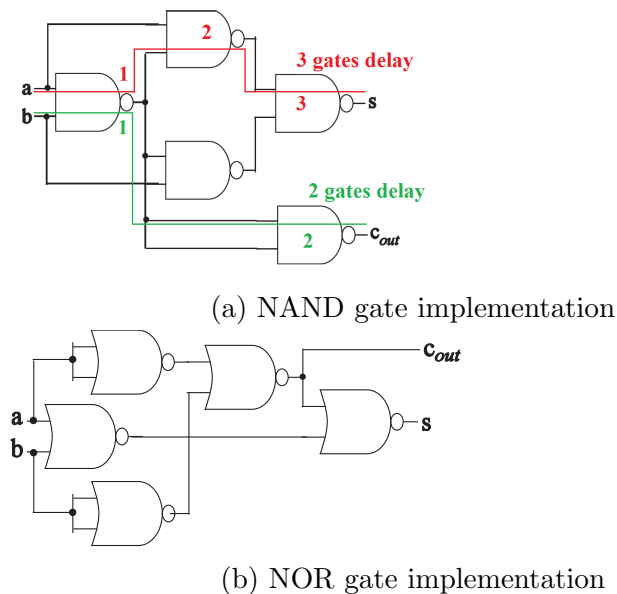 2
3 gates delay
a
1
3
s
b
1
2 gates delay
2
c_out
(a) NAND gate implementation
c_out
a
s
b
(b) NOR gate implementation